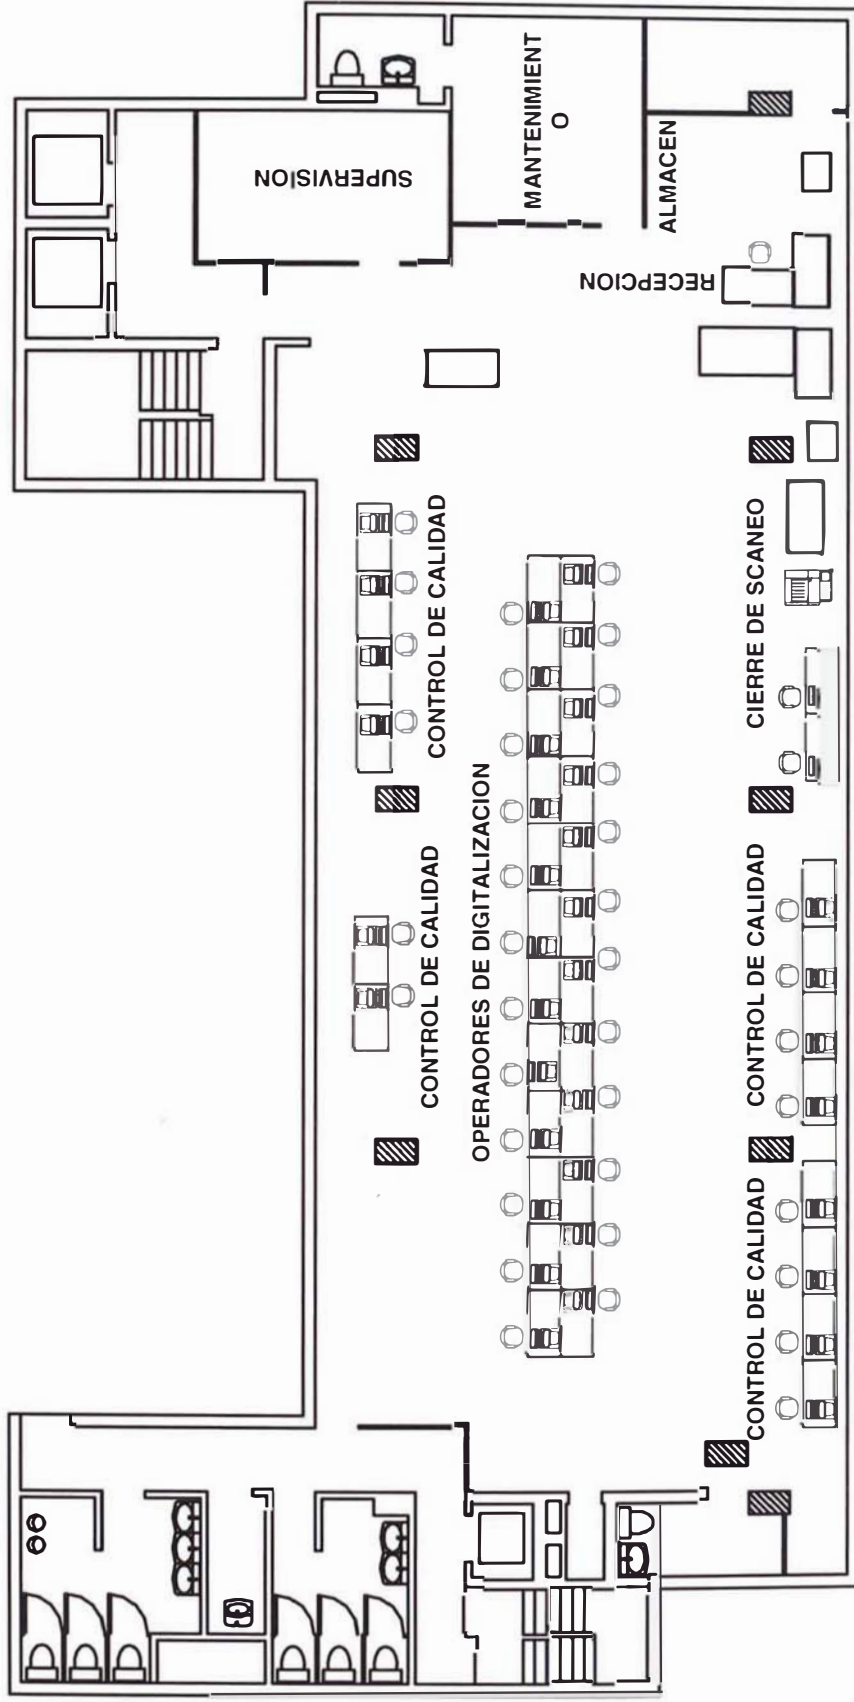 MANTENIMIENT
O
SUPERVISION
ALMACEN
RECEPCION
CONTROL DE CALIDAD
CIERRE DE SCANEO
OPERADORES DE DIGITALIZACION
CONTROL DE CALIDAD
CONTROL DE CALIDAD
CONTROL DE CALIDAD